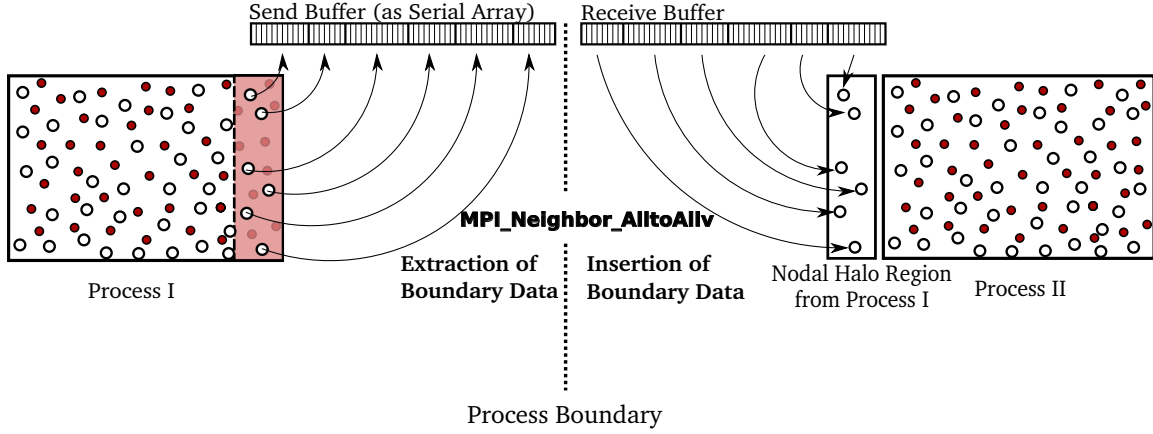 Send Buffer (as Serial Array)
Receive Buffer
MPI_Neighbor_AlltoAllv
Extraction of
Boundary Data
Insertion of
Boundary Data
Nodal Halo Region
from Process I
Process I
Process II
Process Boundary